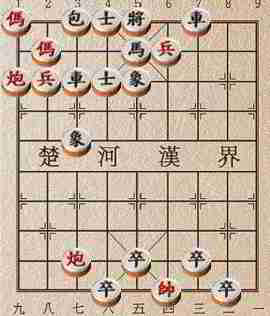 1 2 3 4 5 6 7 8 9
傌 包 士 將 車
傌 馬 兵
炮 兵 車 士 象
象
楚 河 漢 界
炮 卒 卒
卒 帥 卒
九 八 七 六 五 四 三 二 一